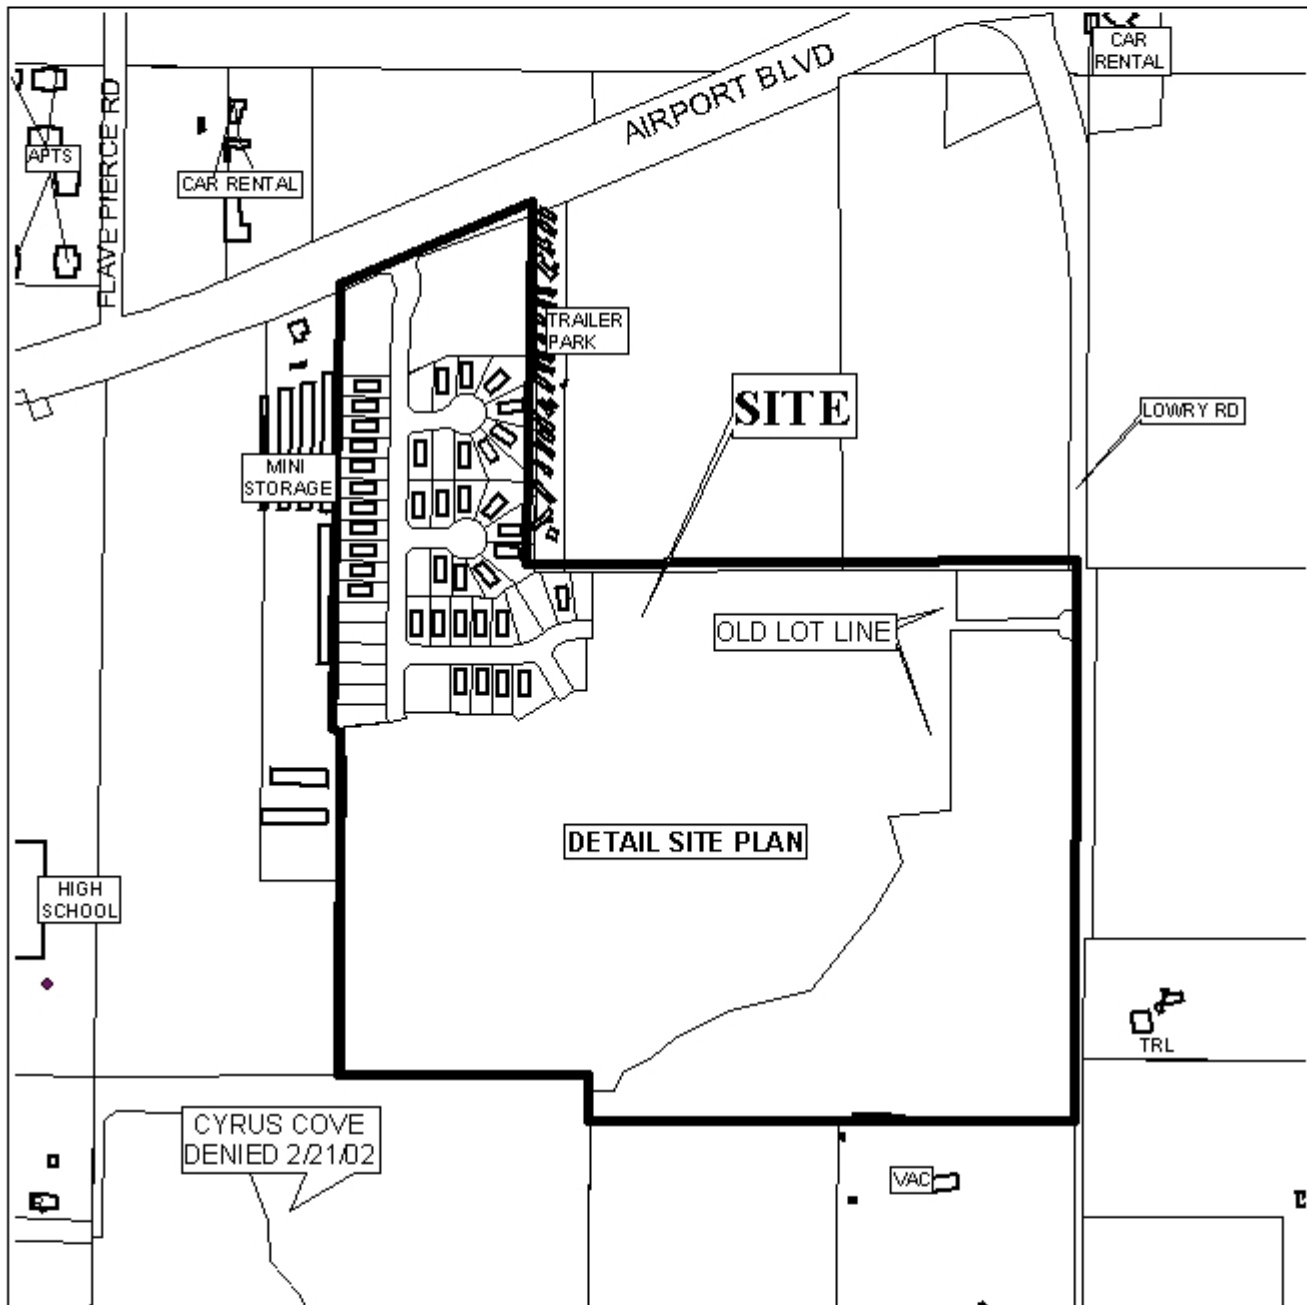 CAR
RENTAL
AIRPORT BLVD
APTS
FLAVE PIERCE RD
CAR RENTAL
TRAILER
PARK
SITE
LOWRY RD
MINI
STORAGE
OLD LOT LINE
DETAIL SITE PLAN
HIGH
SCHOOL
TRL
CYRUS COVE
DENIED 2/21/02
VAC